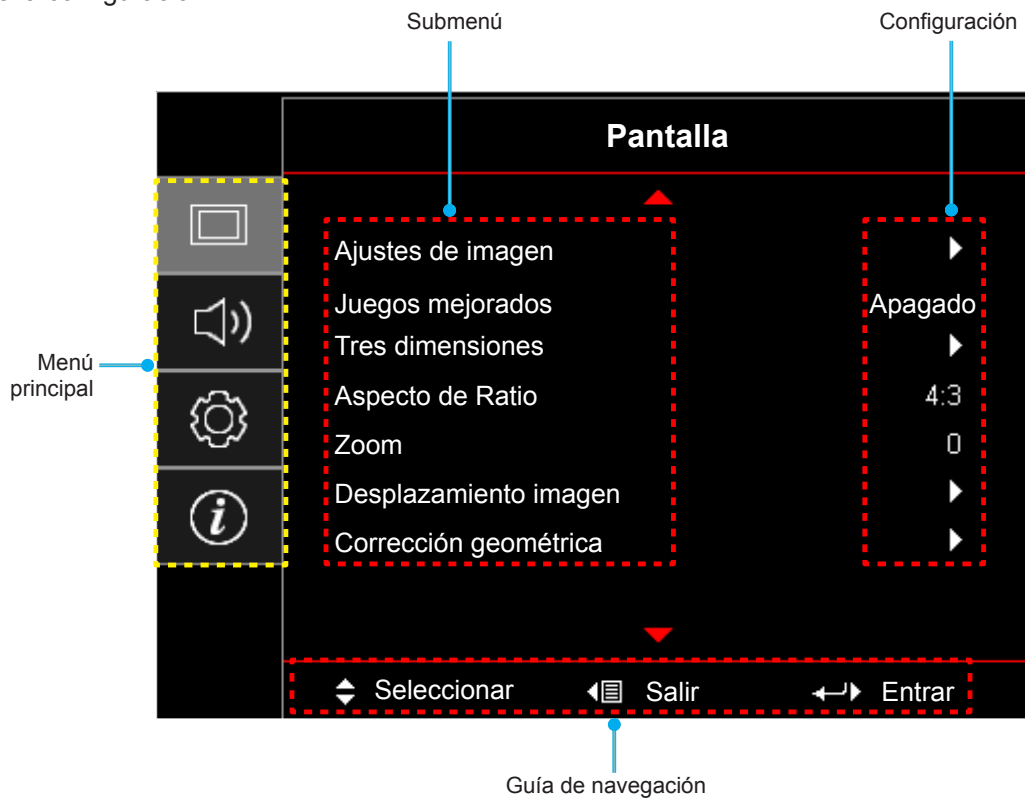 Submenú
Configuración
Pantalla
Ajustes de imagen
Juegos mejorados Apagado
Tres dimensiones
Menú
principal
Aspecto de Ratio 4:3
Zoom 0
Desplazamiento imagen
Corrección geométrica
Seleccionar Salir Entrar
Guía de navegación